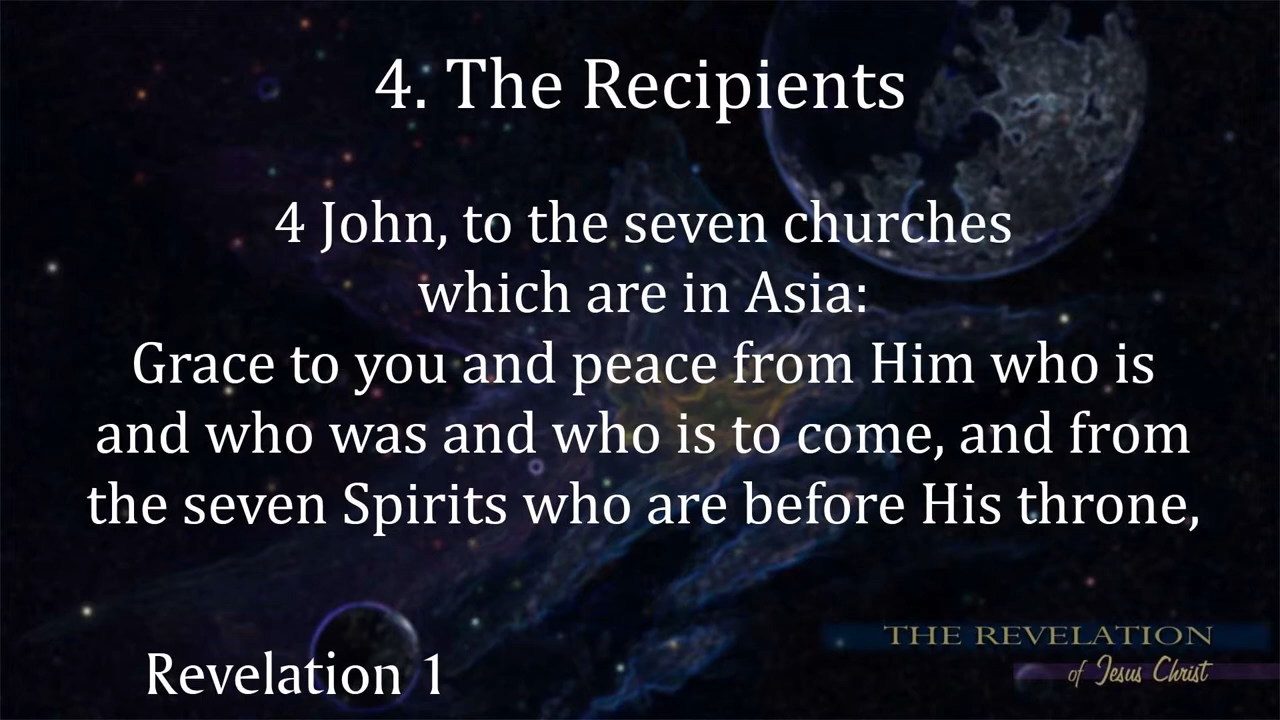 4. The Recipients
4 John, to the seven churches
which are in Asia:
Grace to you and peace from Him who is
and who was and who is to come, and from
the seven Spirits who are before His throne,
THE REVELATION
of Jesus Christ
Revelation 1